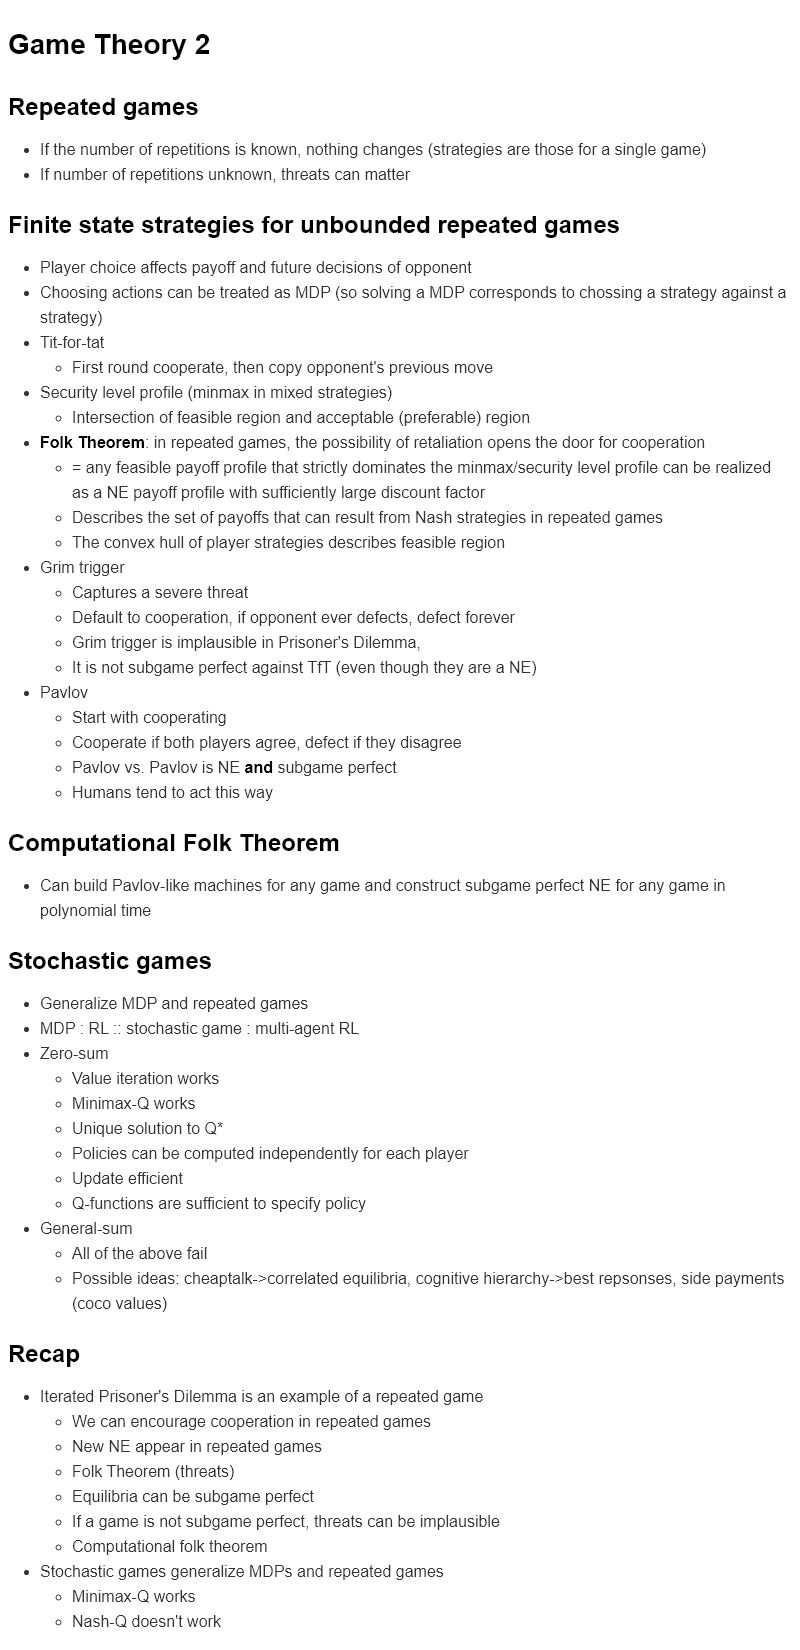 Game Theory 2
Repeated games
• If the number of repetitions is known, nothing changes (strategies are those for a single game)
• If number of repetitions unknown, threats can matter
Finite state strategies for unbounded repeated games
• Player choice affects payoff and future decisions of opponent
• Choosing actions can be treated as MDP (so solving a MDP corresponds to chossing a strategy against a
strategy)
• Tit-for-tat
◦ First round cooperate, then copy opponent's previous move
• Security level profile (minmax in mixed strategies)
◦ Intersection of feasible region and acceptable (preferable) region
• Folk Theorem: in repeated games, the possibility of retaliation opens the door for cooperation
◦ = any feasible payoff profile that strictly dominates the minmax/security level profile can be realized
as a NE payoff profile with sufficiently large discount factor
◦ Describes the set of payoffs that can result from Nash strategies in repeated games
◦ The convex hull of player strategies describes feasible region
• Grim trigger
◦ Captures a severe threat
◦ Default to cooperation, if opponent ever defects, defect forever
◦ Grim trigger is implausible in Prisoner's Dilemma,
◦ It is not subgame perfect against TfT (even though they are a NE)
• Pavlov
◦ Start with cooperating
◦ Cooperate if both players agree, defect if they disagree
◦ Pavlov vs. Pavlov is NE and subgame perfect
◦ Humans tend to act this way
Computational Folk Theorem
• Can build Pavlov-like machines for any game and construct subgame perfect NE for any game in
polynomial time
Stochastic games
• Generalize MDP and repeated games
• MDP : RL :: stochastic game : multi-agent RL
• Zero-sum
◦ Value iteration works
◦ Minimax-Q works
◦ Unique solution to Q*
◦ Policies can be computed independently for each player
◦ Update efficient
◦ Q-functions are sufficient to specify policy
• General-sum
◦ All of the above fail
◦ Possible ideas: cheaptalk->correlated equilibria, cognitive hierarchy->best repsonses, side payments
(coco values)
Recap
• Iterated Prisoner's Dilemma is an example of a repeated game
◦ We can encourage cooperation in repeated games
◦ New NE appear in repeated games
◦ Folk Theorem (threats)
◦ Equilibria can be subgame perfect
◦ If a game is not subgame perfect, threats can be implausible
◦ Computational folk theorem
• Stochastic games generalize MDPs and repeated games
◦ Minimax-Q works
◦ Nash-Q doesn't work